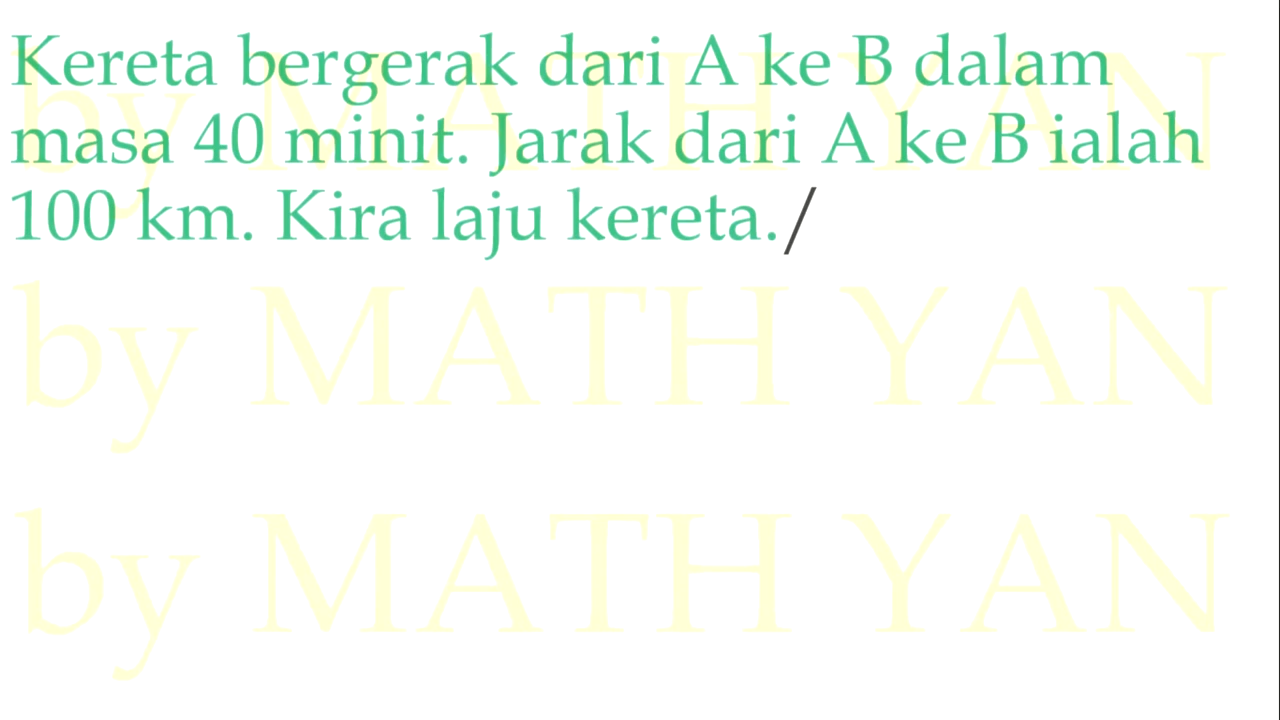 Kereta bergerak dari A ke B dalam
masa 40 minit. Jarak dari A ke B ialah
100 km. Kira laju kereta./
by MATH YAN
by MATH YAN
by MATH YAN